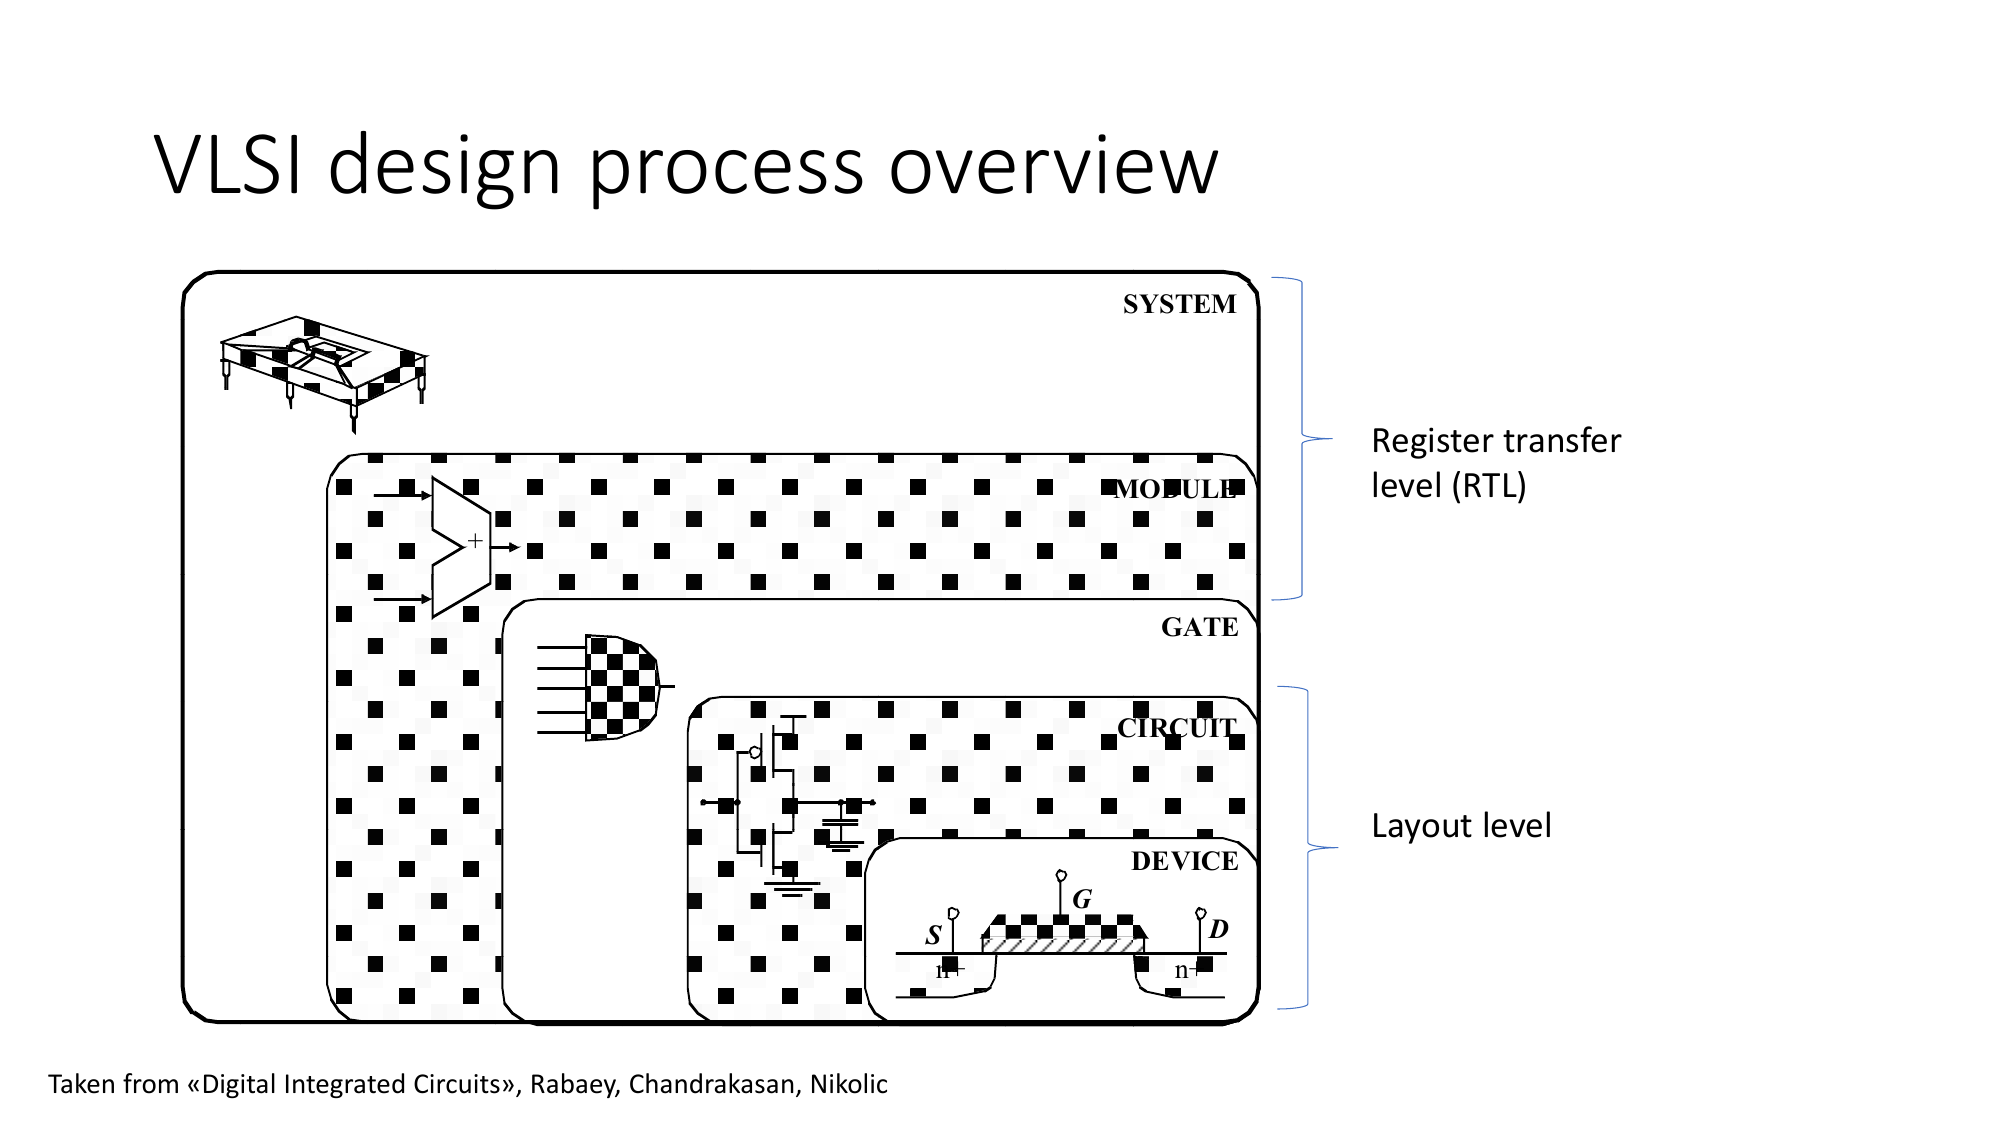 VLSI design process overview
SYSTEM
MODULE
+
GATE
CIRCUIT
DEVICE
G
S
D
n+
n+
Register transfer
level (RTL)
Layout level
Taken from «Digital Integrated Circuits», Rabaey, Chandrakasan, Nikolic